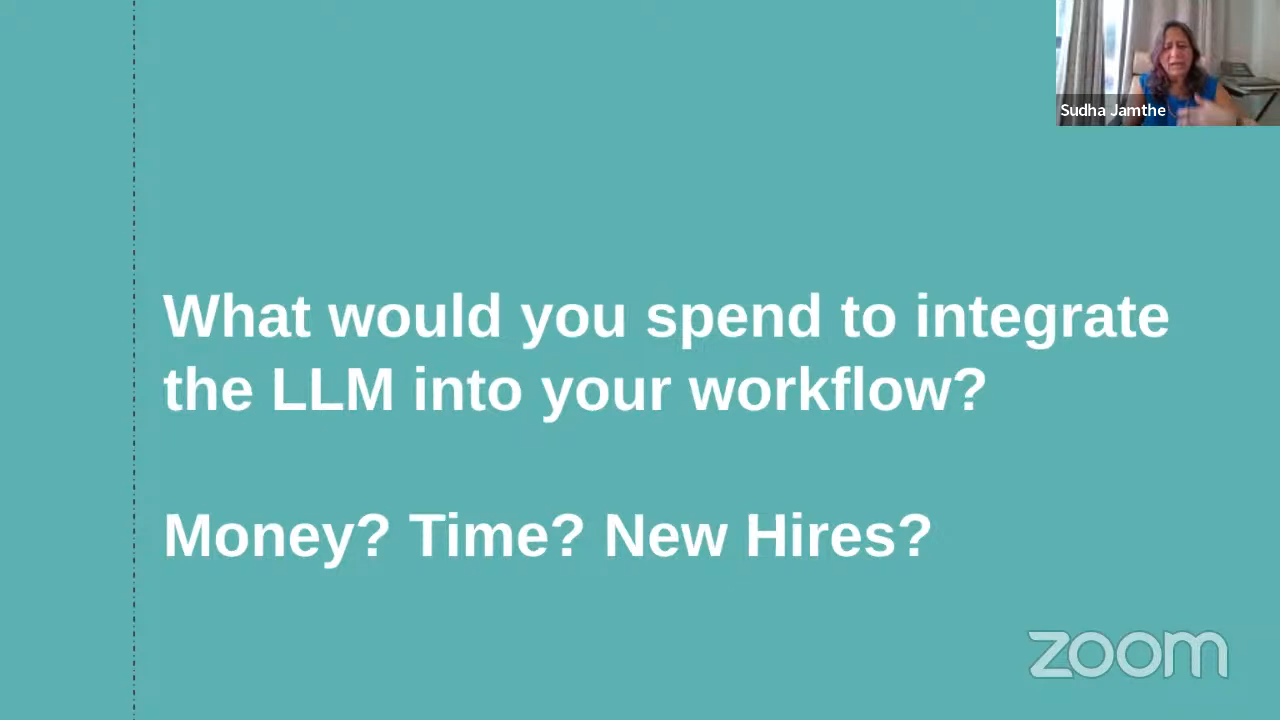 Sudha Jamthe
What would you spend to integrate
the LLM into your workflow?
Money? Time? New Hires?
zoom